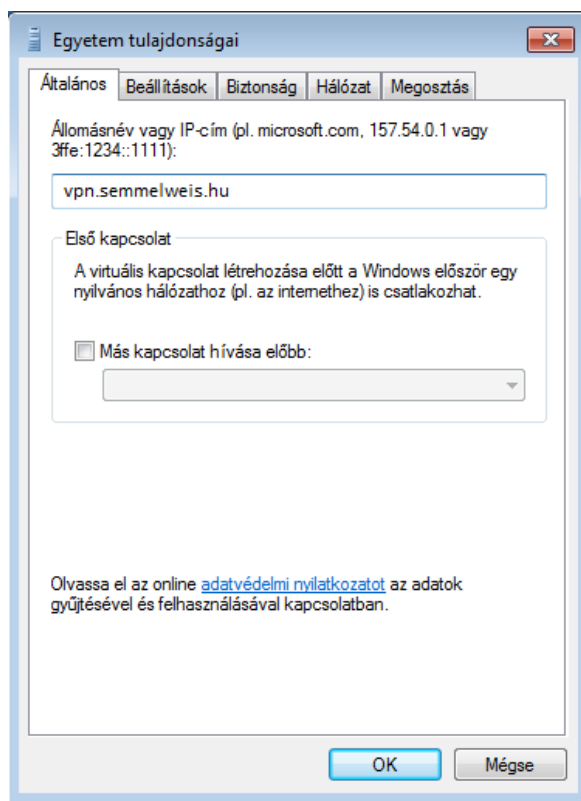 Egyetem tulajdonságai
Általános Beállítások Biztonság Hálózat Megosztás
Állomásnév vagy IP-cím (pl. microsoft.com, 157.54.0.1 vagy
3ffe:1234::1111):
vpn.semmelweis.hu
Első kapcsolat
A virtuális kapcsolat létrehozása előtt a Windows először egy
nyilvános hálózathoz (pl. az internethez) is csatlakozhat.
Más kapcsolat hívása előbb:
Olvassa el az online adatvédelmi nyilatkozatot az adatok
gyűjtésével és felhasználásával kapcsolatban.
OK Mégse